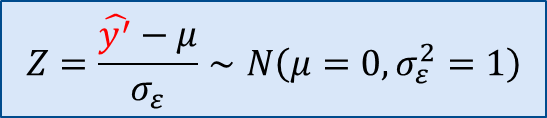 Z = (ŷ' − μ) / σ_ε ~ N(μ = 0, σ_ε² = 1)